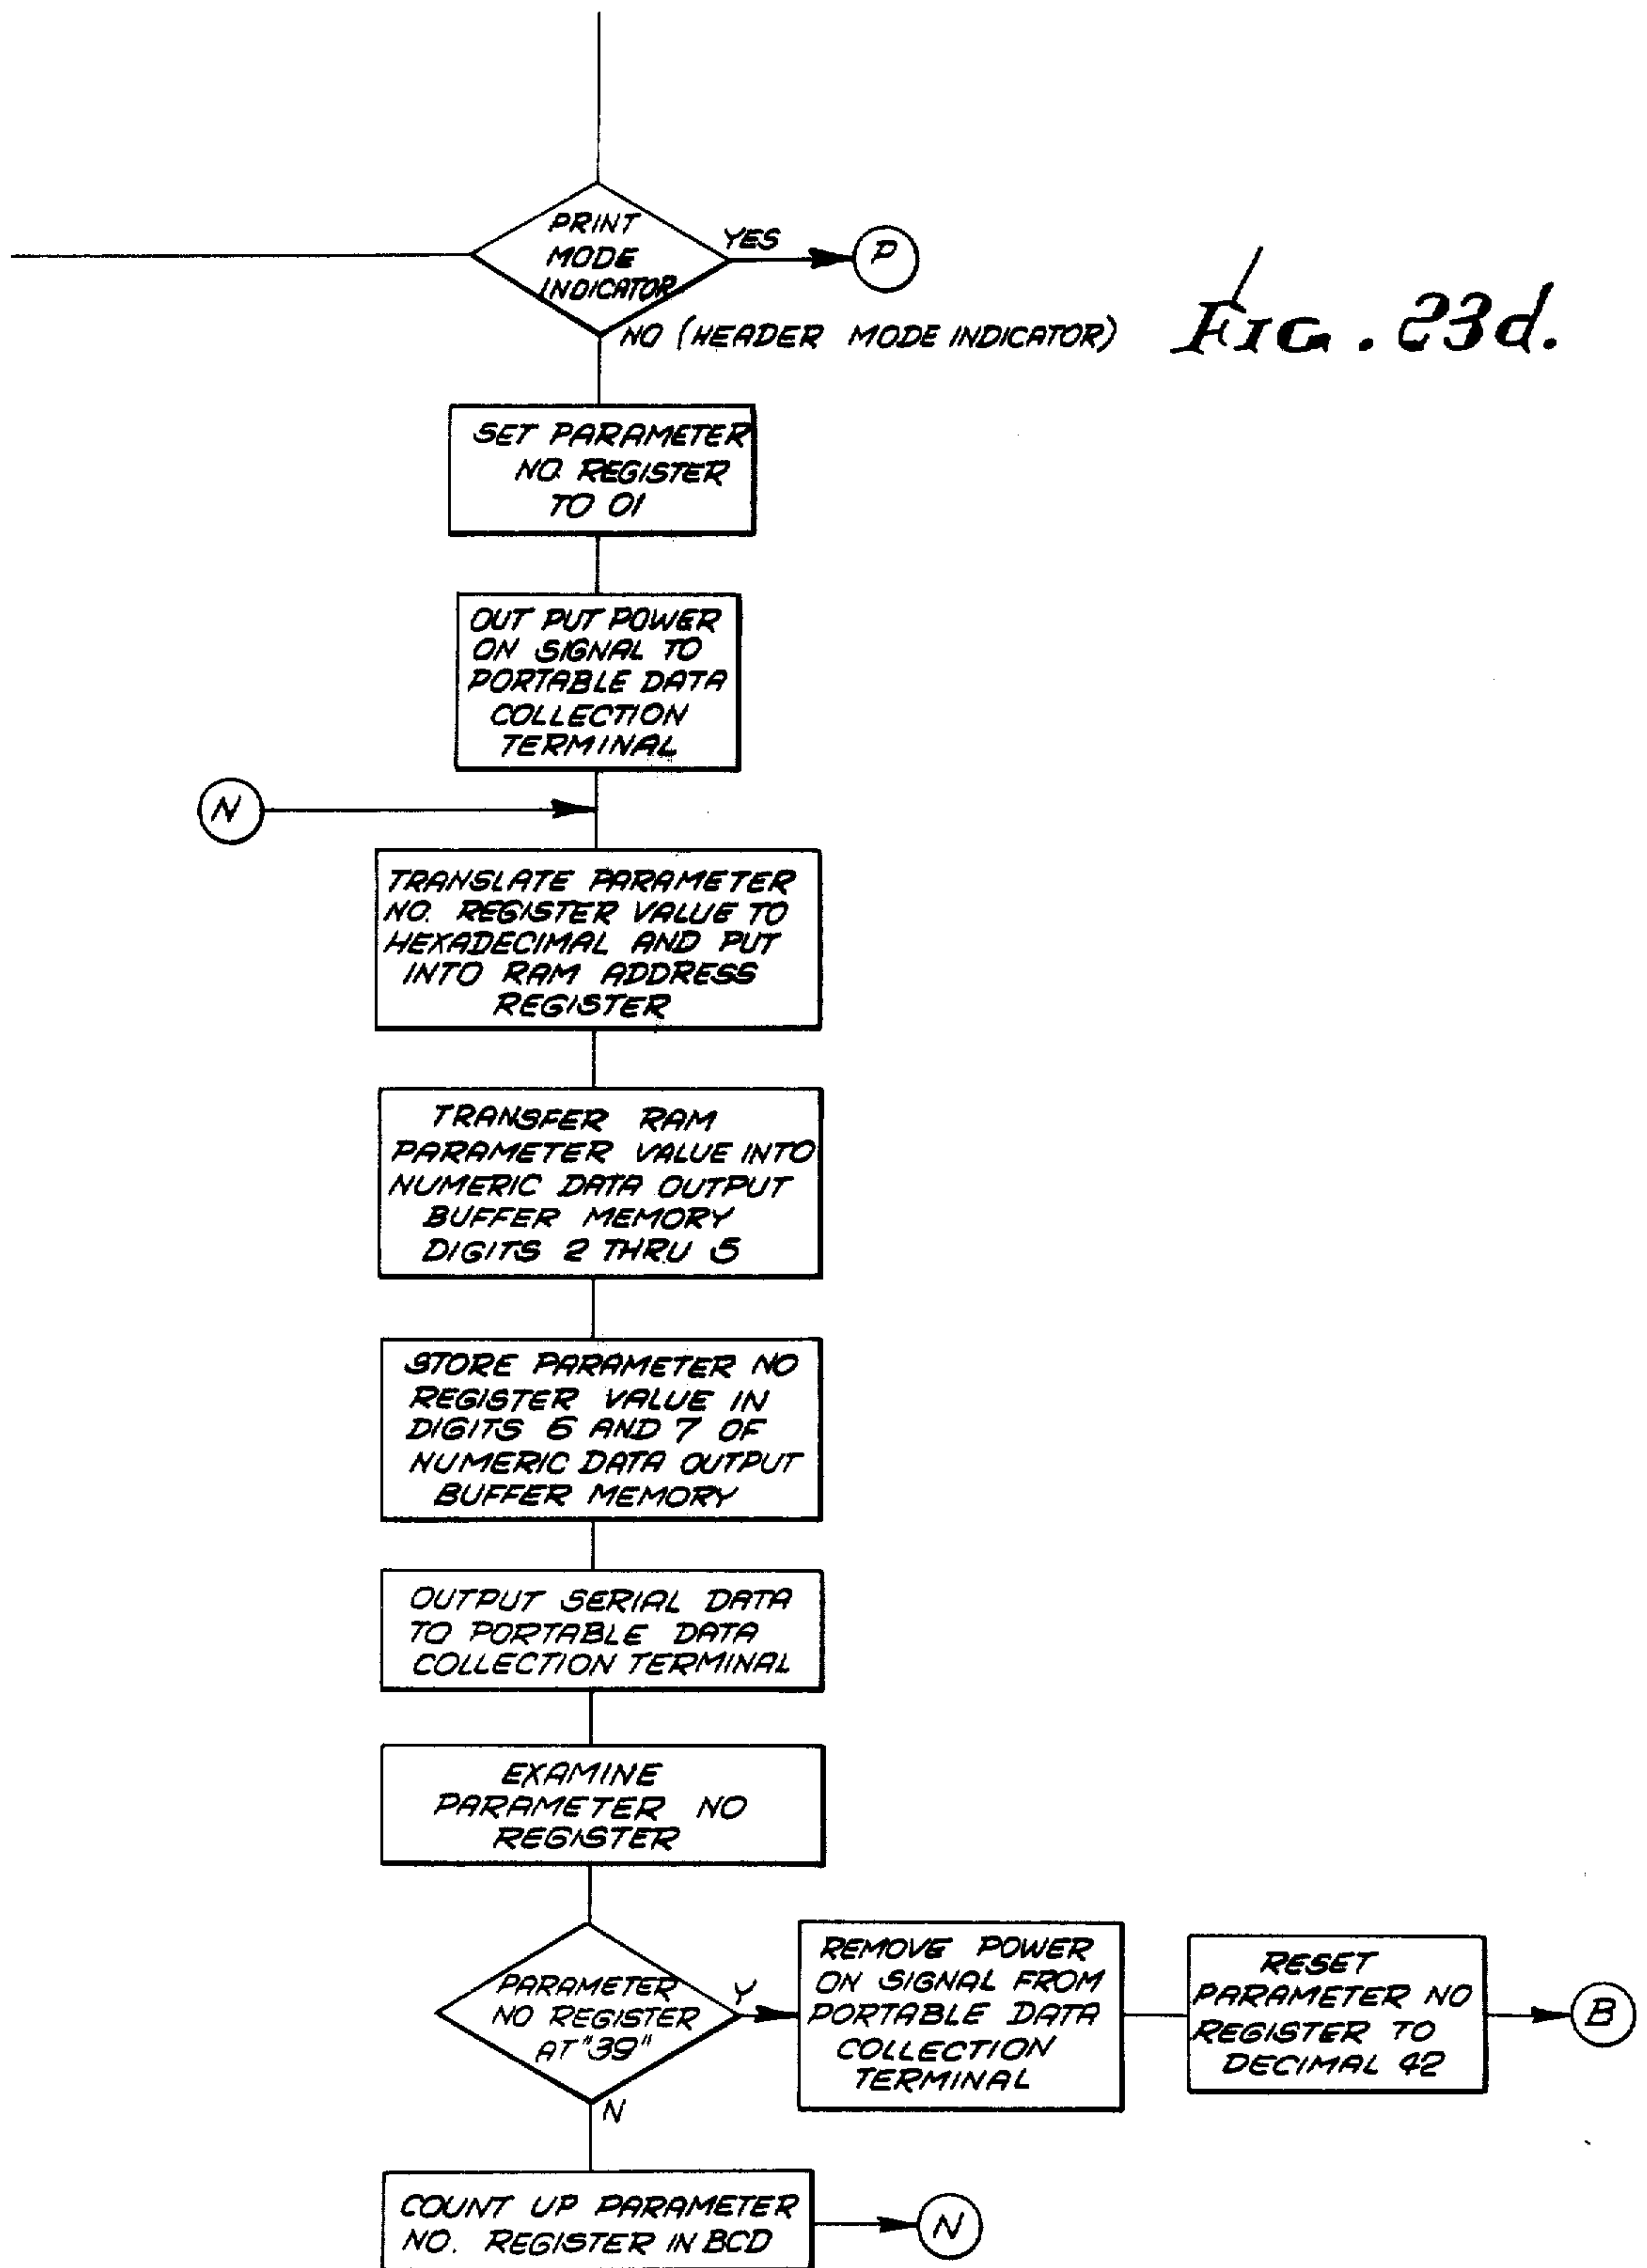 PRINT
MODE
INDICATOR
YES
P
NO (HEADER MODE INDICATOR)
FIG. 23d.
SET PARAMETER
NO. REGISTER
TO 01
OUT PUT POWER
ON SIGNAL TO
PORTABLE DATA
COLLECTION
TERMINAL
N
TRANSLATE PARAMETER
NO. REGISTER VALUE TO
HEXADECIMAL AND PUT
INTO RAM ADDRESS
REGISTER
TRANSFER RAM
PARAMETER VALUE INTO
NUMERIC DATA OUTPUT
BUFFER MEMORY
DIGITS 2 THRU 5
STORE PARAMETER NO
REGISTER VALUE IN
DIGITS 6 AND 7 OF
NUMERIC DATA OUTPUT
BUFFER MEMORY
OUTPUT SERIAL DATA
TO PORTABLE DATA
COLLECTION TERMINAL
EXAMINE
PARAMETER NO
REGISTER
PARAMETER
NO REGISTER
AT "39"
Y
REMOVE POWER
ON SIGNAL FROM
PORTABLE DATA
COLLECTION
TERMINAL
RESET
PARAMETER NO
REGISTER TO
DECIMAL 42
B
N
COUNT UP PARAMETER
NO. REGISTER IN BCD
N